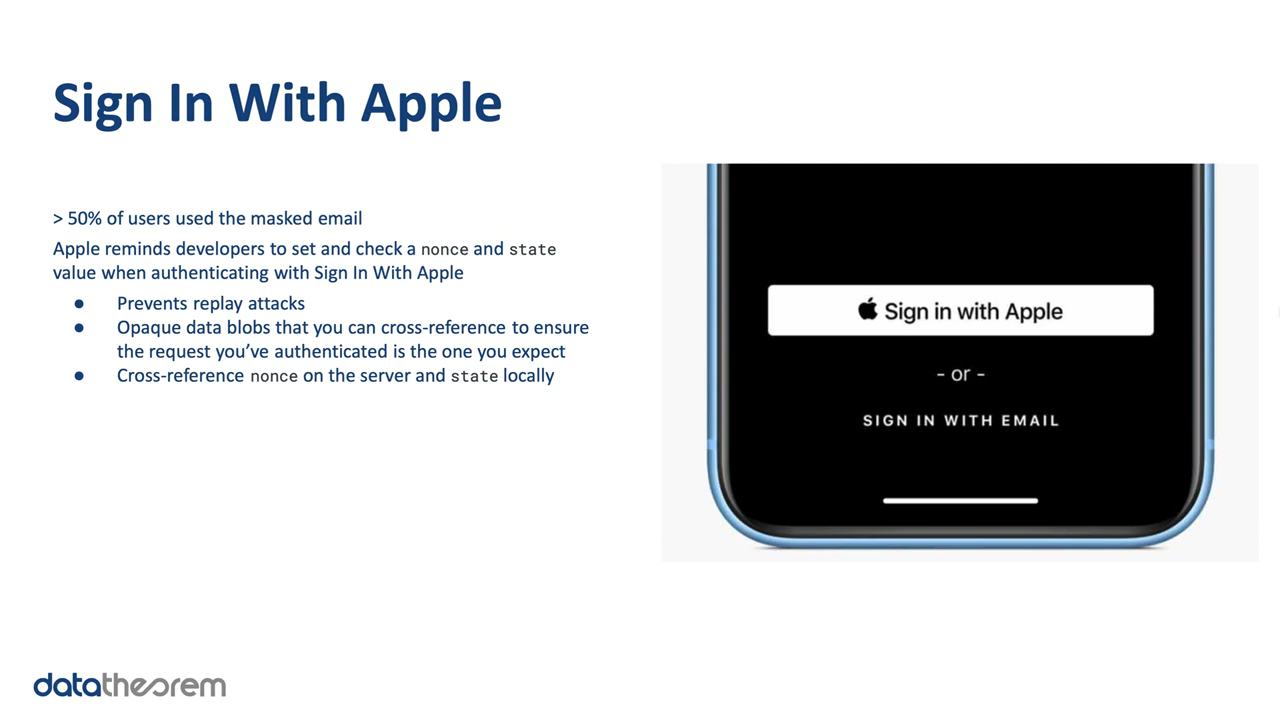 Sign In With Apple
> 50% of users used the masked email
Apple reminds developers to set and check a nonce and state
value when authenticating with Sign In With Apple
● Prevents replay attacks
● Opaque data blobs that you can cross-reference to ensure
the request you’ve authenticated is the one you expect
● Cross-reference nonce on the server and state locally
Sign in with Apple
- or -
SIGN IN WITH EMAIL
datatheorem